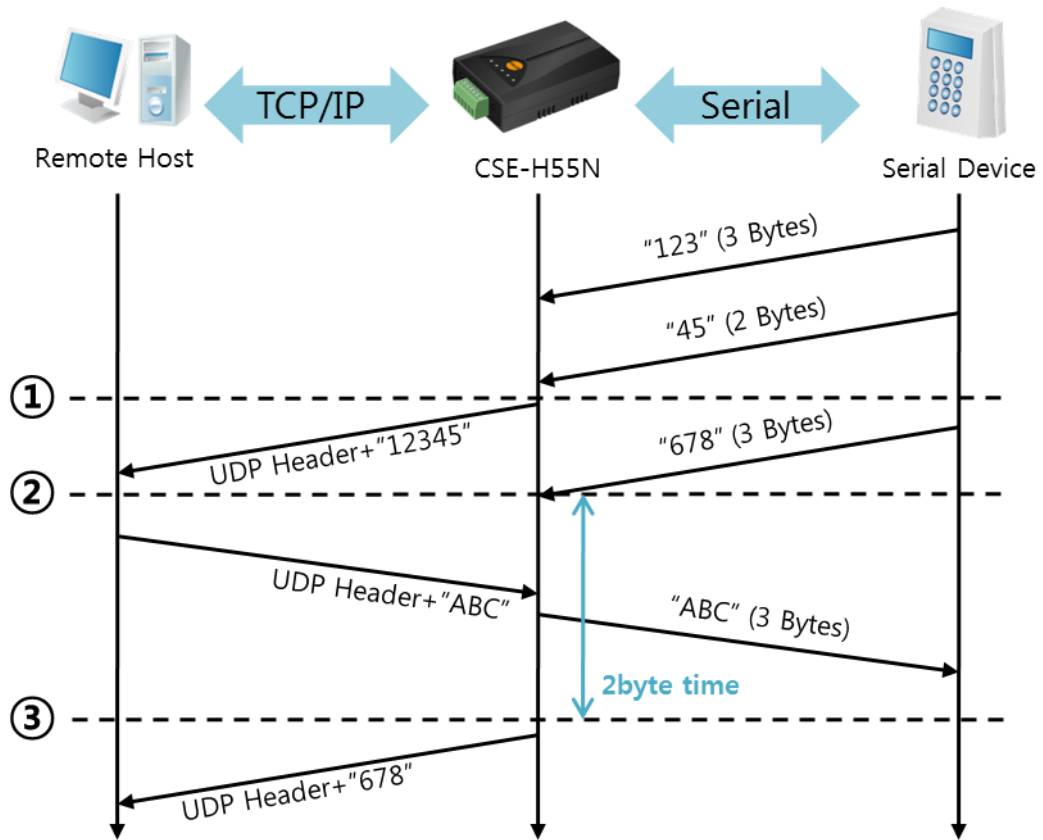 TCP/IP
Serial
Remote Host
CSE-H55N
Serial Device
“123” (3 Bytes)
“45” (2 Bytes)
①
UDP Header+“12345”
“678” (3 Bytes)
②
UDP Header+“ABC”
“ABC” (3 Bytes)
2byte time
③
UDP Header+“678”